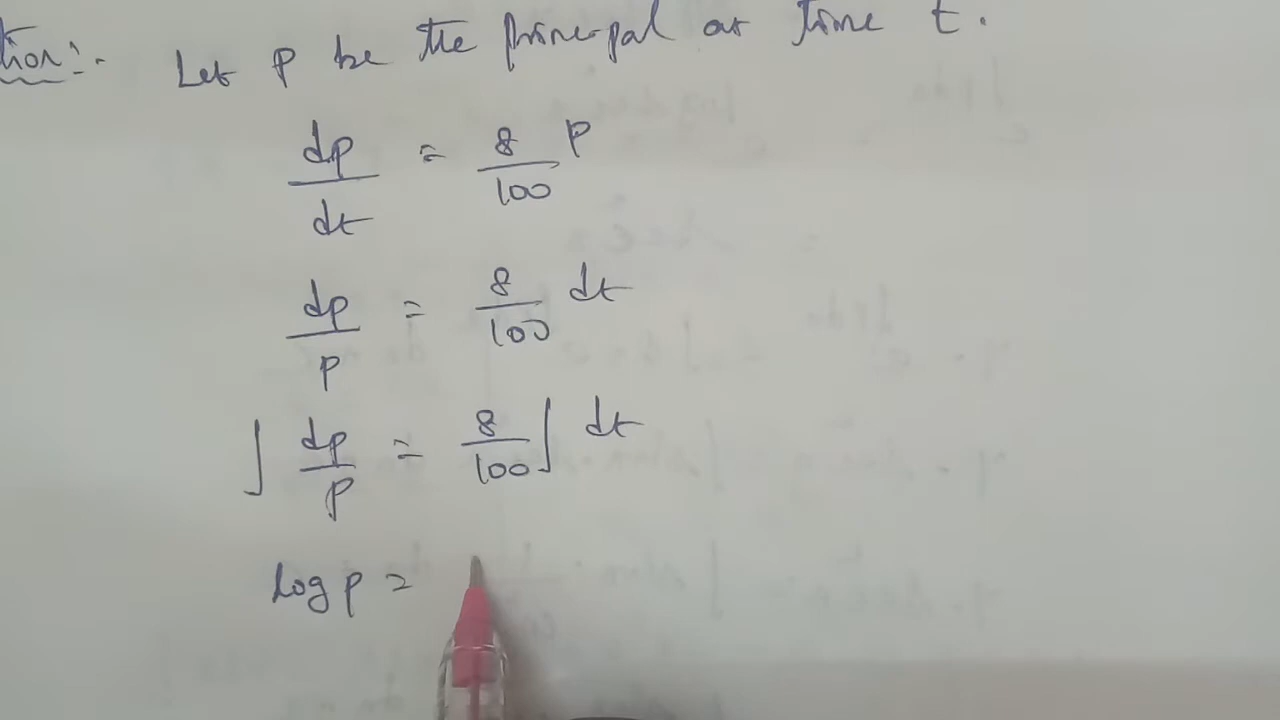 tion:- Let P be the principal at time t.
dp/dt = 8/100 P
dp/P = 8/100 dt
∫ dp/P = 8/100 ∫ dt
log P =